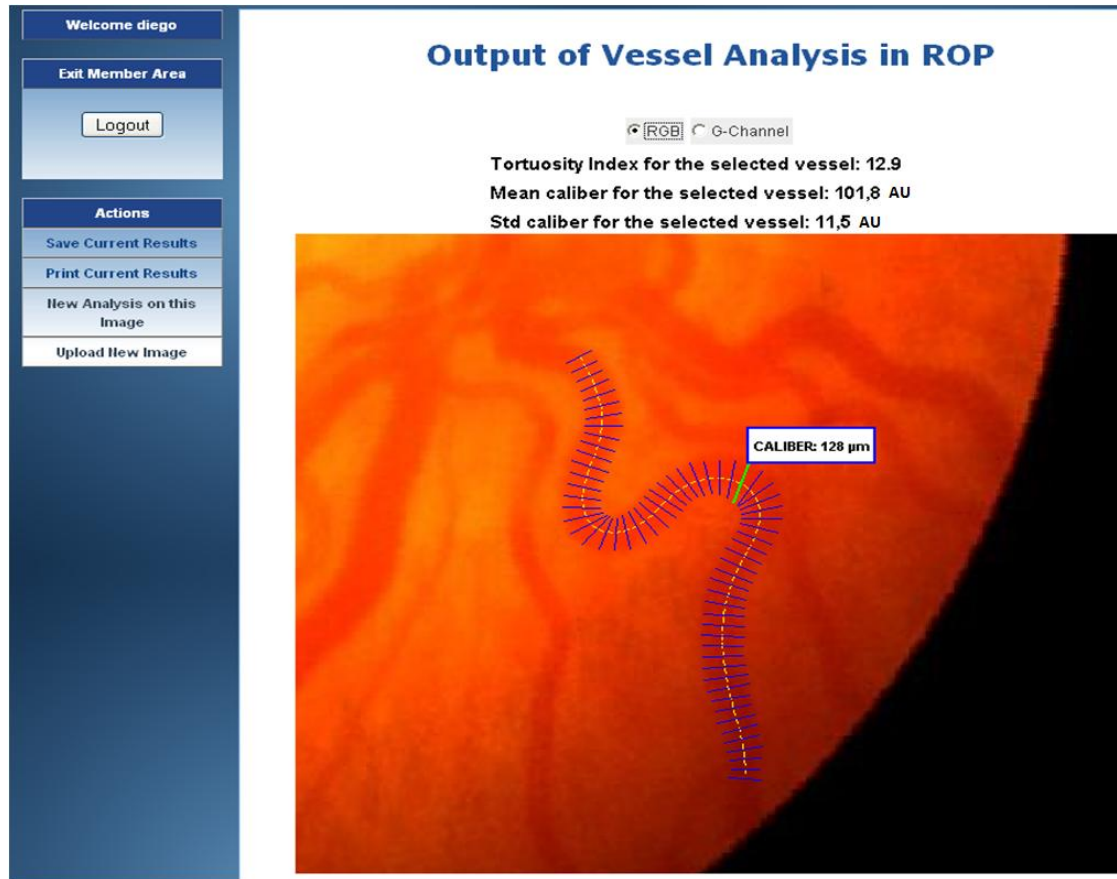 Welcome diego
Exit Member Area
Logout
Actions
Save Current Results
Print Current Results
New Analysis on this
Image
Upload New Image
Output of Vessel Analysis in ROP
RGB G-Channel
Tortuosity Index for the selected vessel: 12.9
Mean caliber for the selected vessel: 101,8 AU
Std caliber for the selected vessel: 11,5 AU
CALIBER: 128 µm